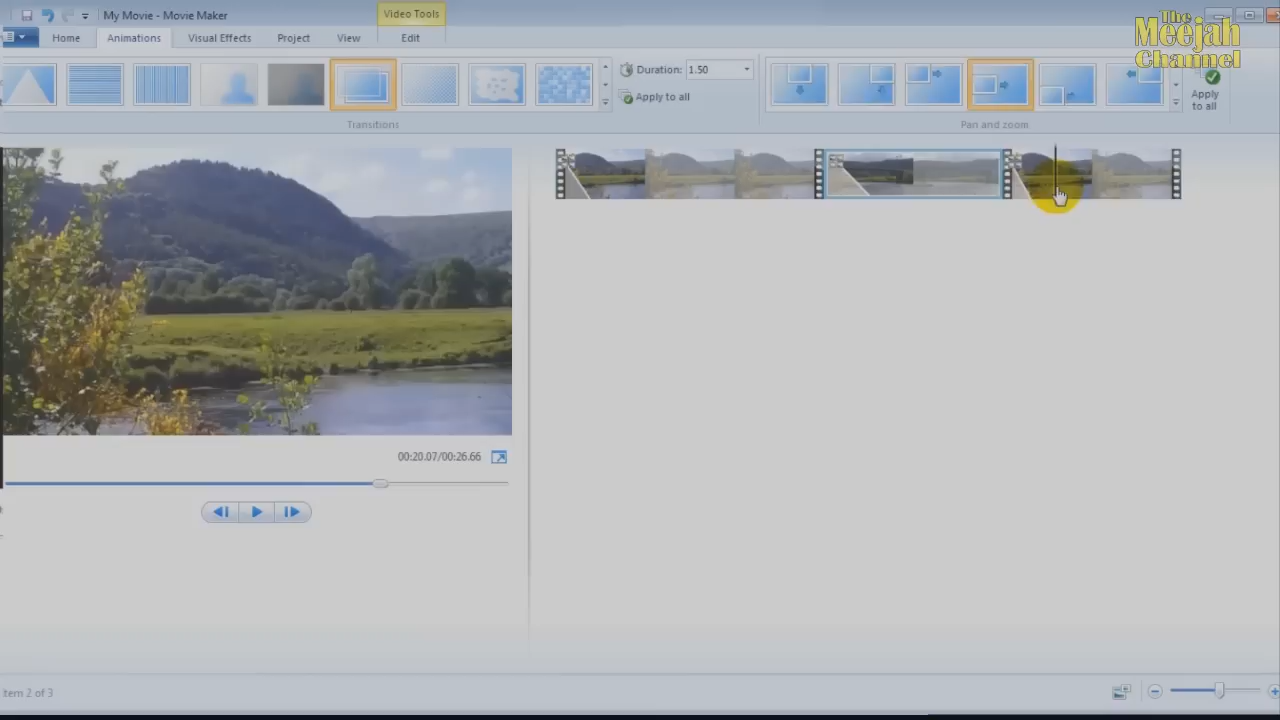 My Movie - Movie Maker
Video Tools
The
Meejah
Channel
Home
Animations
Visual Effects
Project
View
Edit
Duration: 1.50
Apply to all
Apply
to all
Transitions
Pan and zoom
00:20.07/00:26.66
Item 2 of 3